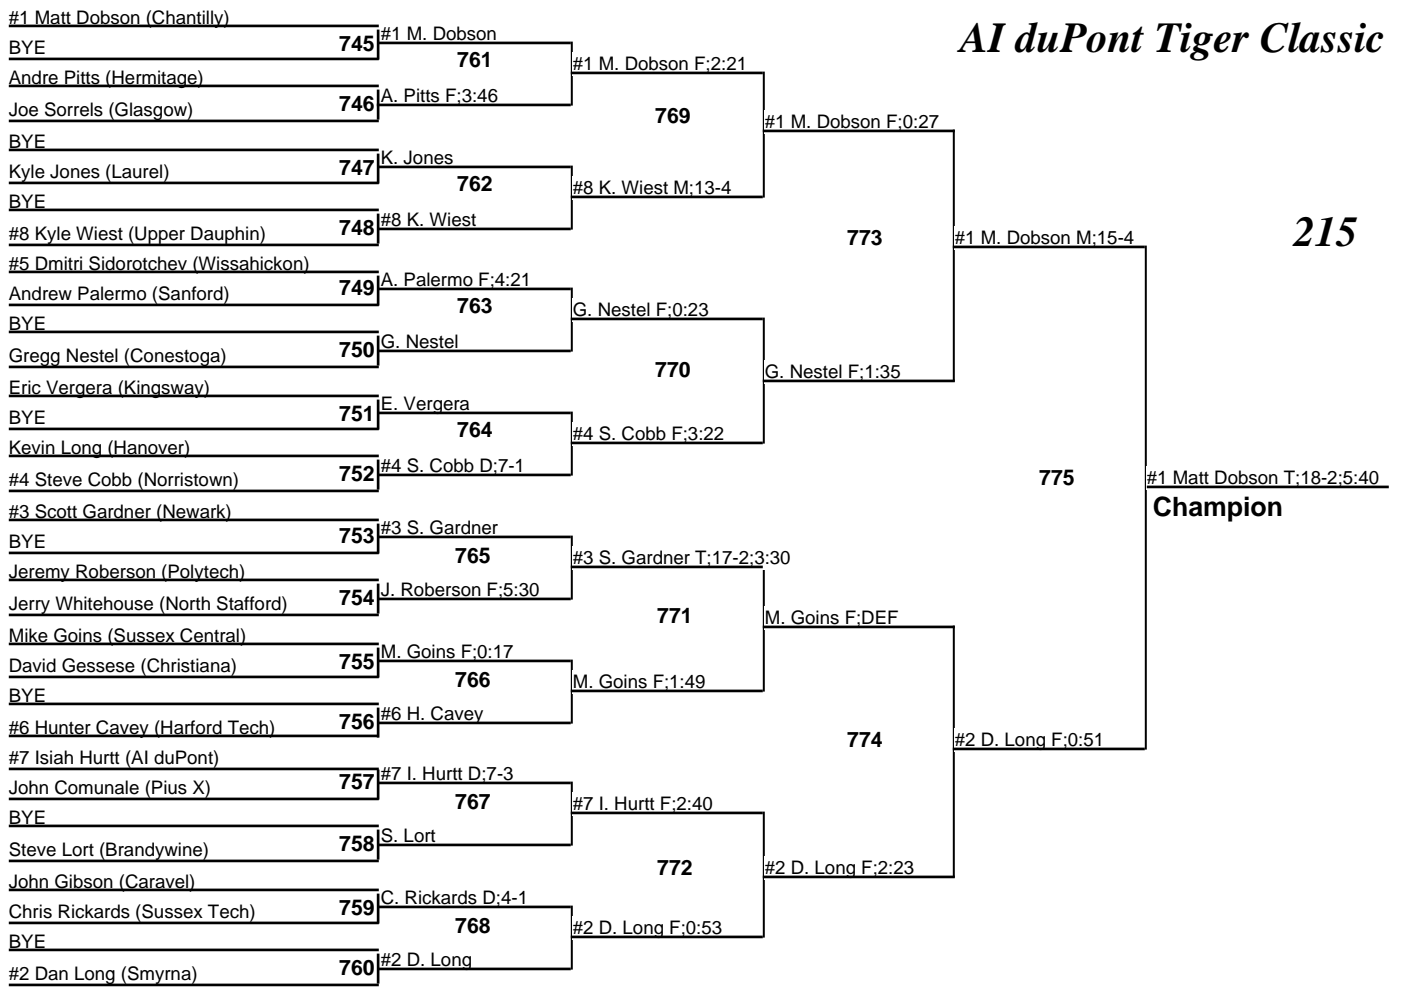 AI duPont Tiger Classic
215
#1 Matt Dobson (Chantilly)
BYE
745
Andre Pitts (Hermitage)
Joe Sorrels (Glasgow)
746
BYE
Kyle Jones (Laurel)
747
BYE
#8 Kyle Wiest (Upper Dauphin)
748
#5 Dmitri Sidorotchev (Wissahickon)
Andrew Palermo (Sanford)
749
BYE
Gregg Nestel (Conestoga)
750
Eric Vergera (Kingsway)
BYE
751
Kevin Long (Hanover)
#4 Steve Cobb (Norristown)
752
#3 Scott Gardner (Newark)
BYE
753
Jeremy Roberson (Polytech)
Jerry Whitehouse (North Stafford)
754
Mike Goins (Sussex Central)
David Gessese (Christiana)
755
BYE
#6 Hunter Cavey (Harford Tech)
756
#7 Isiah Hurtt (AI duPont)
John Comunale (Pius X)
757
BYE
Steve Lort (Brandywine)
758
John Gibson (Caravel)
Chris Rickards (Sussex Tech)
759
BYE
#2 Dan Long (Smyrna)
760
#1 M. Dobson
761
A. Pitts F;3:46
K. Jones
762
#8 K. Wiest
A. Palermo F;4:21
763
G. Nestel
E. Vergera
764
#4 S. Cobb D;7-1
#3 S. Gardner
765
J. Roberson F;5:30
M. Goins F;0:17
766
#6 H. Cavey
#7 I. Hurtt D;7-3
767
S. Lort
C. Rickards D;4-1
768
#2 D. Long
#1 M. Dobson F;2:21
769
#8 K. Wiest M;13-4
G. Nestel F;0:23
770
#4 S. Cobb F;3:22
#3 S. Gardner T;17-2;3:30
771
M. Goins F;1:49
#7 I. Hurtt F;2:40
772
#2 D. Long F;0:53
#1 M. Dobson F;0:27
773
G. Nestel F;1:35
M. Goins F;DEF
774
#2 D. Long F;2:23
#1 M. Dobson M;15-4
775
#2 D. Long F;0:51
#1 Matt Dobson T;18-2;5:40
Champion